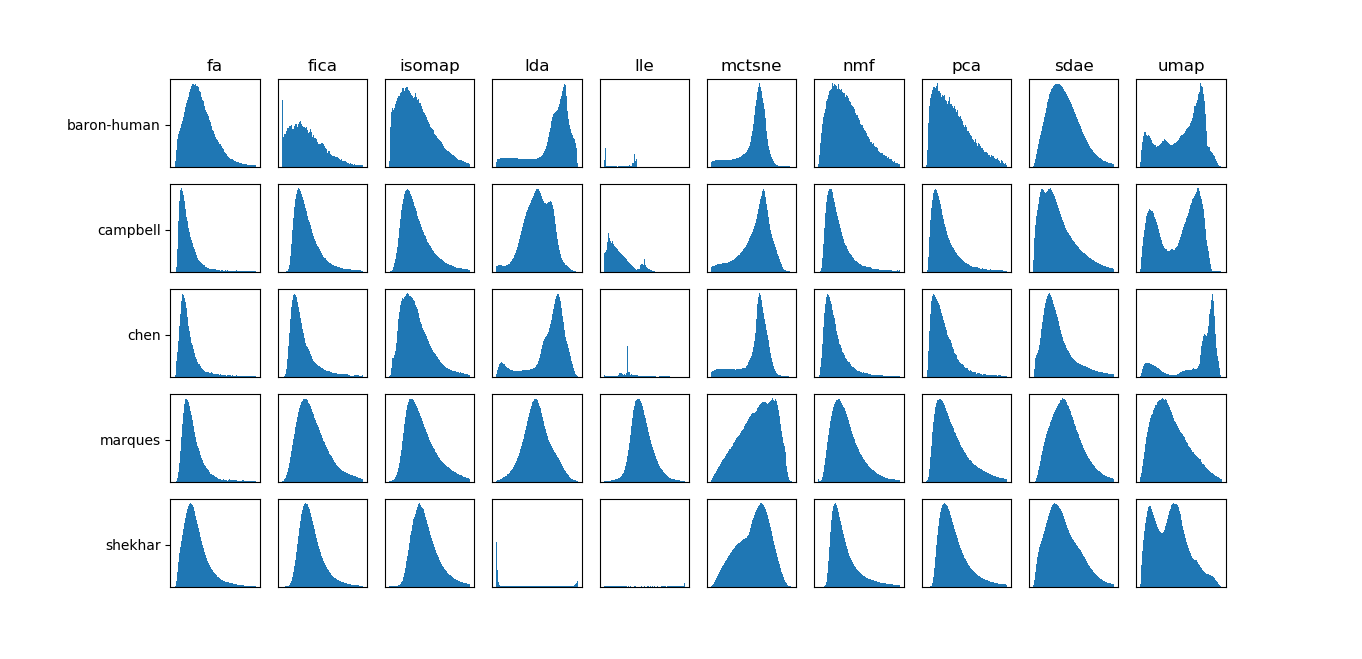 fa fica isomap lda lle mctsne nmf pca sdae umap
baron-human
campbell
chen
marques
shekhar